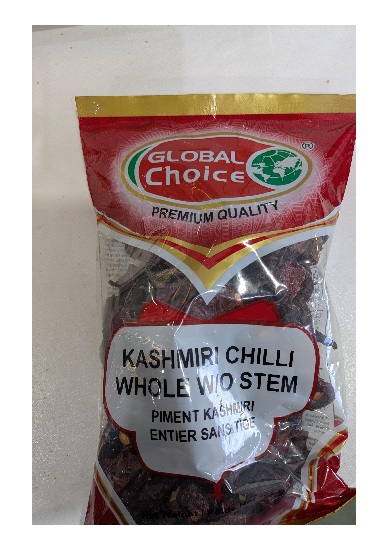 GLOBAL
Choice
®
PREMIUM QUALITY
KASHMIRI CHILLI
WHOLE W/O STEM
PIMENT KASHMIRI
ENTIER SANS TIGE